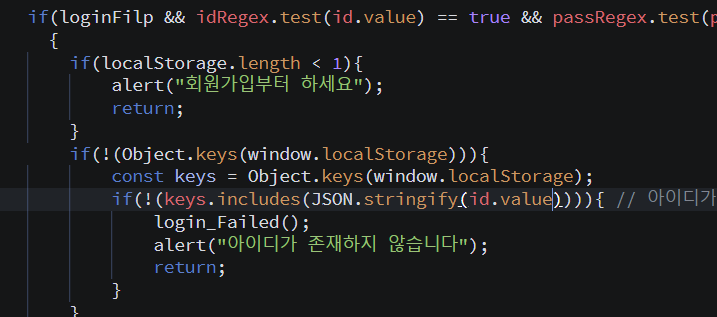 if(loginFilp && idRegex.test(id.value) == true && passRegex.test(
{
if(localStorage.length < 1){
alert("회원가입부터 하세요");
return;
}
if(!(Object.keys(window.localStorage))){
const keys = Object.keys(window.localStorage);
if(!(keys.includes(JSON.stringify(id.value)))){ // 아이디가
login_Failed();
alert("아이디가 존재하지 않습니다");
return;
}
}